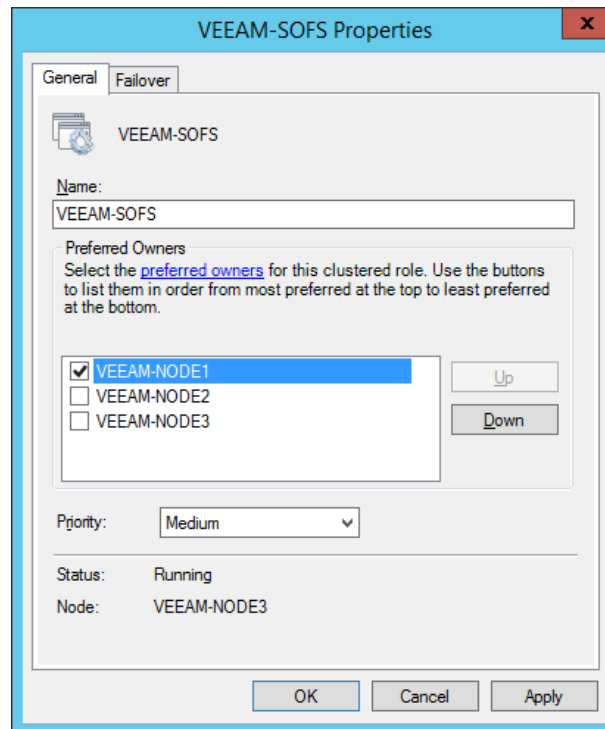 VEEAM-SOFS Properties
x
General
Failover
VEEAM-SOFS
Name:
VEEAM-SOFS
Preferred Owners
Select the preferred owners for this clustered role. Use the buttons
to list them in order from most preferred at the top to least preferred
at the bottom.
VEEAM-NODE1
VEEAM-NODE2
VEEAM-NODE3
Up
Down
Priority:
Medium
Status:
Running
Node:
VEEAM-NODE3
OK
Cancel
Apply